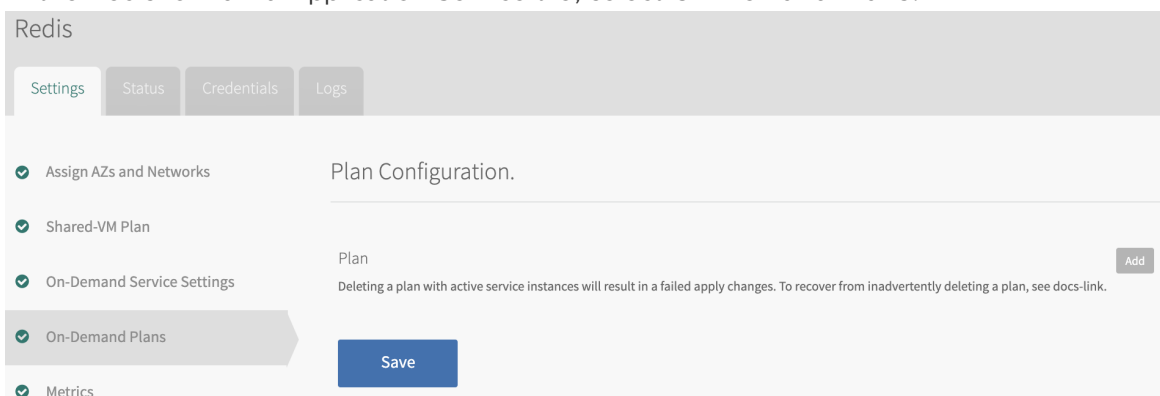 Redis
Settings
Status
Credentials
Logs
Assign AZs and Networks
Shared-VM Plan
On-Demand Service Settings
On-Demand Plans
Metrics
Plan Configuration.
Plan
Add
Deleting a plan with active service instances will result in a failed apply changes. To recover from inadvertently deleting a plan, see docs-link.
Save